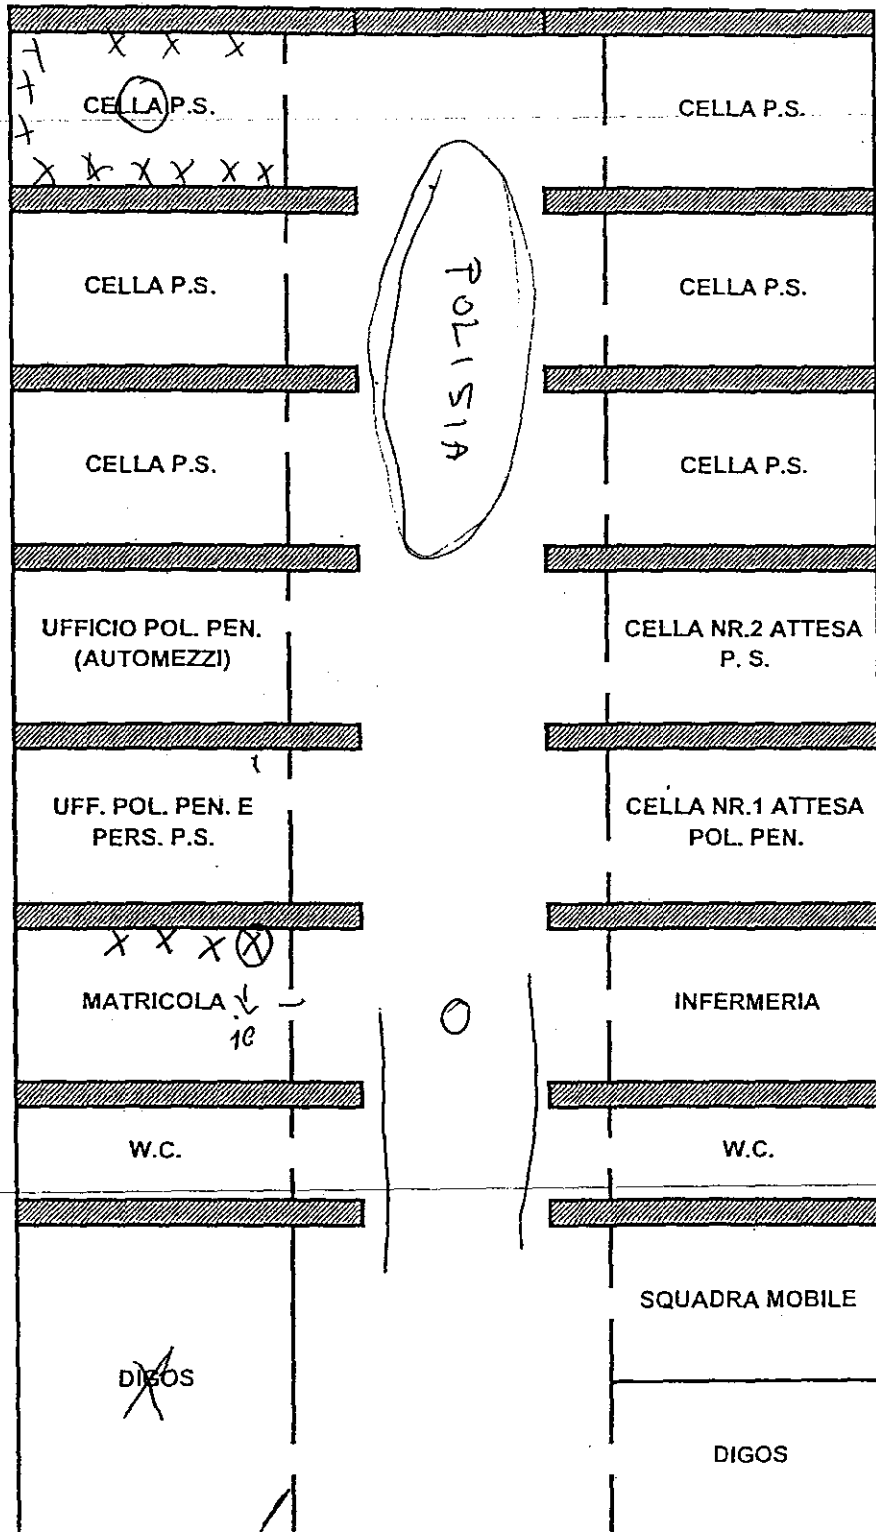 CELLA P.S.
CELLA P.S.
CELLA P.S.
CELLA P.S.
POLISIA
CELLA P.S.
CELLA P.S.
UFFICIO POL. PEN.
(AUTOMEZZI)
CELLA NR.2 ATTESA
P. S.
UFF. POL. PEN. E
PERS. P.S.
CELLA NR.1 ATTESA
POL. PEN.
MATRICOLA
INFERMERIA
W.C.
W.C.
SQUADRA MOBILE
DIGOS
DIGOS